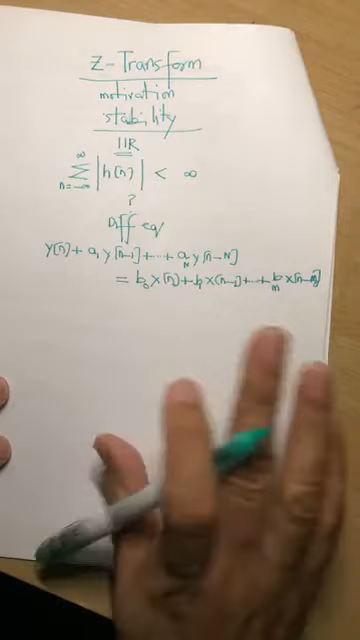 Z-Transform
motivation
stability
IIR
∞ ∑ n=-∞ |h[n]| < ∞
?
Diff eq
y[n] + a₁ y[n-1] + ... + a_N y[n-N]
= b₀ x[n] + b₁ x[n-1] + ... + b_m x[n-m]